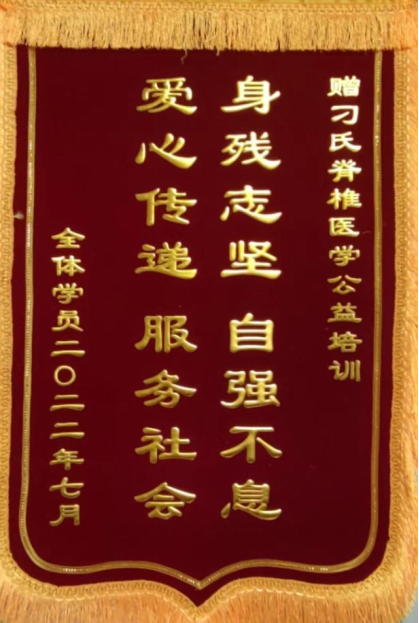 赠刁氏脊椎医学公益培训
身残志坚 自强不息
爱心传递 服务社会
全体学员二〇二二年七月